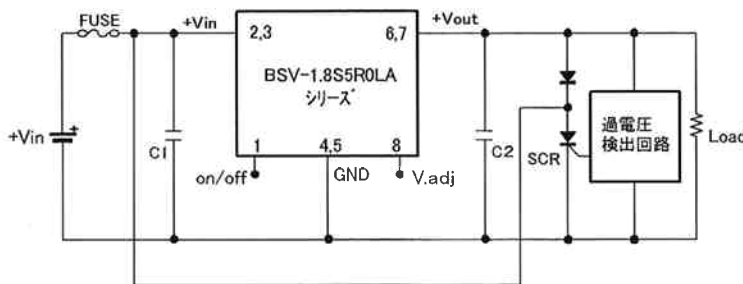 FUSE
+Vin
2,3
6,7
+Vout
BSV-1.8S5R0LA
シリーズ
+Vin
+
C1
1
4,5
8
on/off
GND
V.adj
C2
SCR
過電圧
検出回路
Load